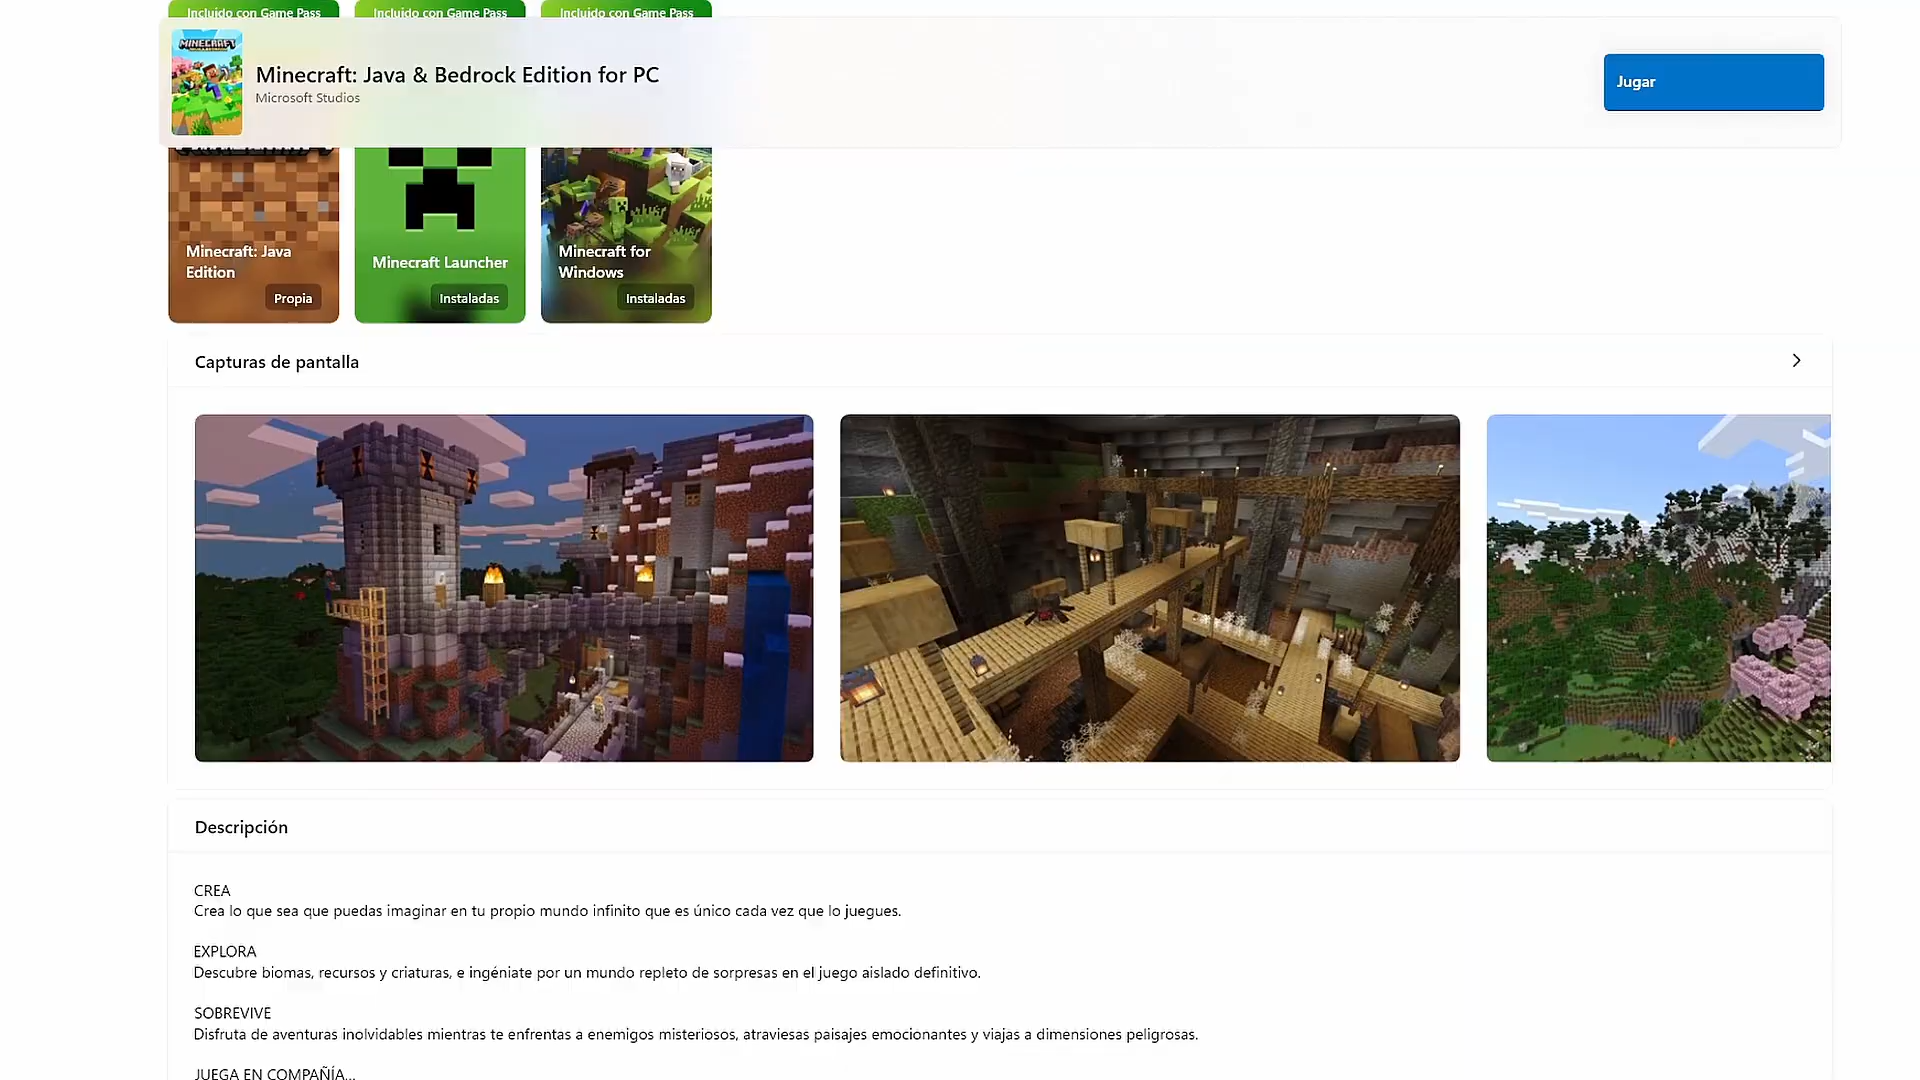 Incluido con Game Pass
Incluido con Game Pass
Incluido con Game Pass
MINECRAFT
Minecraft: Java & Bedrock Edition for PC
Microsoft Studios
Jugar
Minecraft: Java
Edition
Propia
Minecraft Launcher
Instaladas
Minecraft for
Windows
Instaladas
Capturas de pantalla
Descripción
CREA
Crea lo que sea que puedas imaginar en tu propio mundo infinito que es único cada vez que lo juegues.
EXPLORA
Descubre biomas, recursos y criaturas, e ingéniate por un mundo repleto de sorpresas en el juego aislado definitivo.
SOBREVIVE
Disfruta de aventuras inolvidables mientras te enfrentas a enemigos misteriosos, atraviesas paisajes emocionantes y viajas a dimensiones peligrosas.
JUEGA EN COMPAÑÍA...